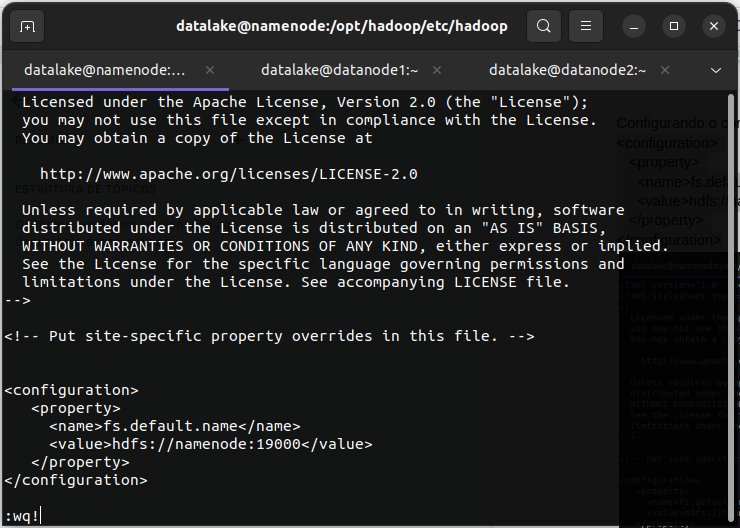 datalake@namenode:/opt/hadoop/etc/hadoop
datalake@namenode:...
datalake@datanode1:~
datalake@datanode2:~
Licensed under the Apache License, Version 2.0 (the "License");
you may not use this file except in compliance with the License.
You may obtain a copy of the License at
http://www.apache.org/licenses/LICENSE-2.0
Unless required by applicable law or agreed to in writing, software
distributed under the License is distributed on an "AS IS" BASIS,
WITHOUT WARRANTIES OR CONDITIONS OF ANY KIND, either express or implied.
See the License for the specific language governing permissions and
limitations under the License. See accompanying LICENSE file.
-->
<!-- Put site-specific property overrides in this file. -->
<configuration>
<property>
<name>fs.default.name</name>
<value>hdfs://namenode:19000</value>
</property>
</configuration>
:wq!
ESTRUTURA DE TÓPICOS
Configurando o
<configuration>
<property>
<name>fs.def
<value>hdfs://
</property>
</configuration>